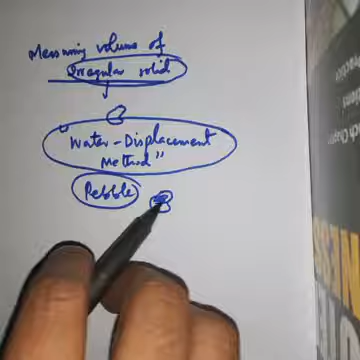 Measuring volume of
irregular solid
"Water-Displacement
Method"
Pebble